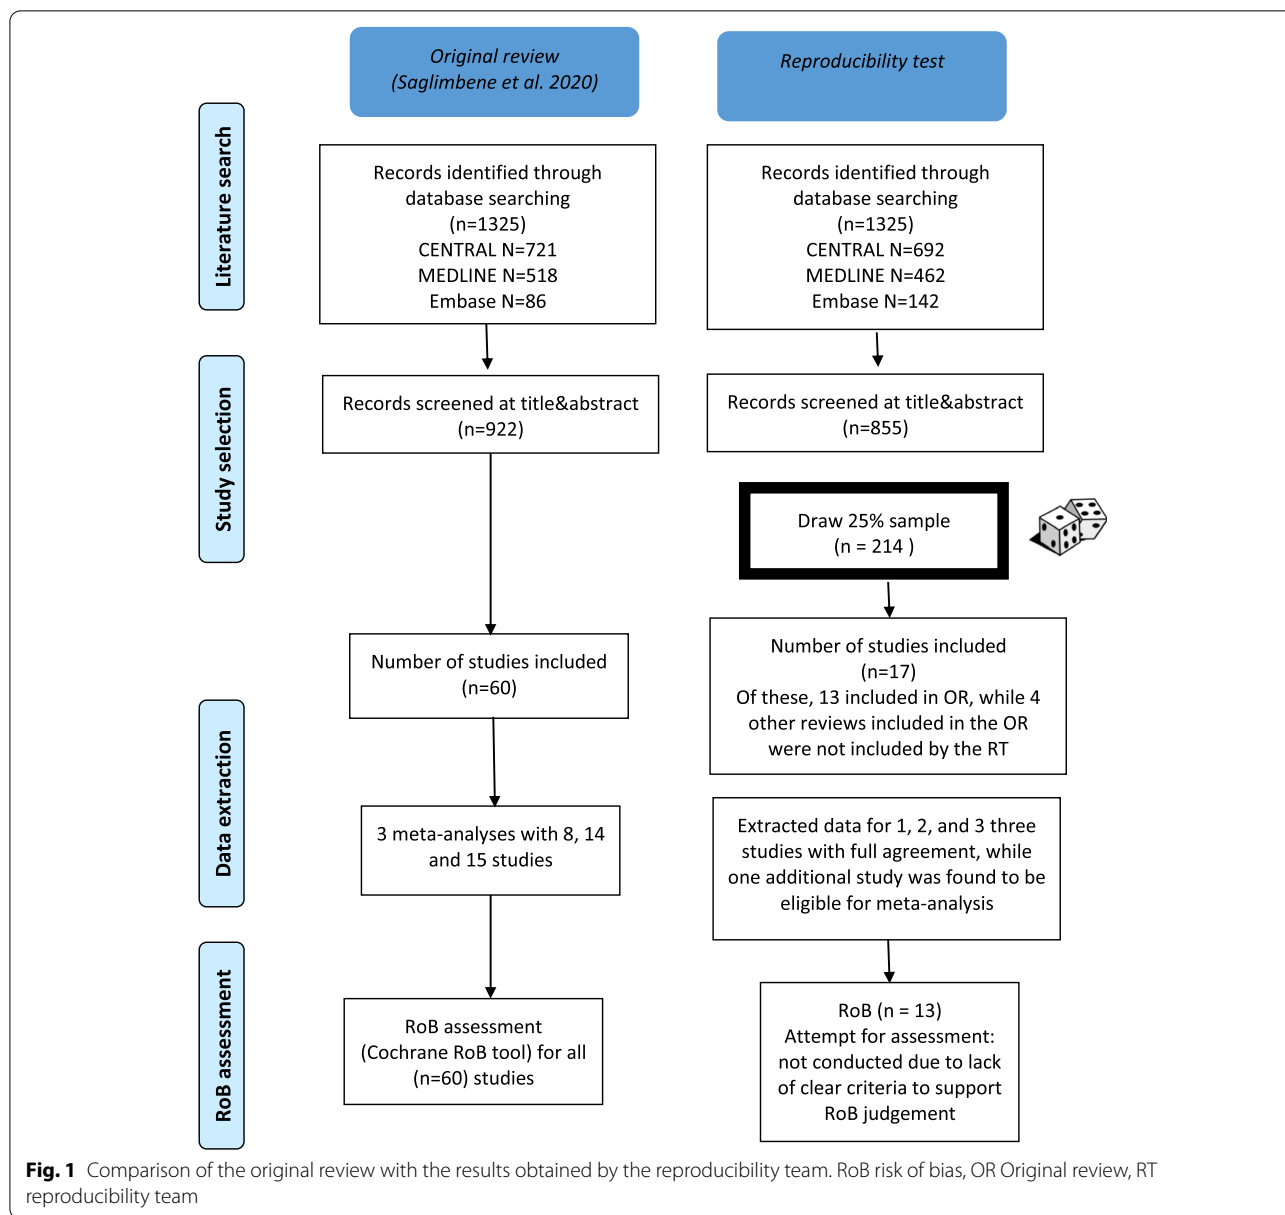 Original review
(Saglimbene et al. 2020)
Reproducibility test
Literature search
Records identified through
database searching
(n=1325)
CENTRAL N=721
MEDLINE N=518
Embase N=86
Records identified through
database searching
(n=1325)
CENTRAL N=692
MEDLINE N=462
Embase N=142
Study selection
Records screened at title&abstract
(n=922)
Records screened at title&abstract
(n=855)
Draw 25% sample
(n = 214 )
Number of studies included
(n=60)
Number of studies included
(n=17)
Of these, 13 included in OR, while 4
other reviews included in the OR
were not included by the RT
Data extraction
3 meta-analyses with 8, 14
and 15 studies
Extracted data for 1, 2, and 3 three
studies with full agreement, while
one additional study was found to be
eligible for meta-analysis
RoB assessment
RoB assessment
(Cochrane RoB tool) for all
(n=60) studies
RoB (n = 13)
Attempt for assessment:
not conducted due to lack
of clear criteria to support
RoB judgement
Fig. 1 Comparison of the original review with the results obtained by the reproducibility team. RoB risk of bias, OR Original review, RT
reproducibility team